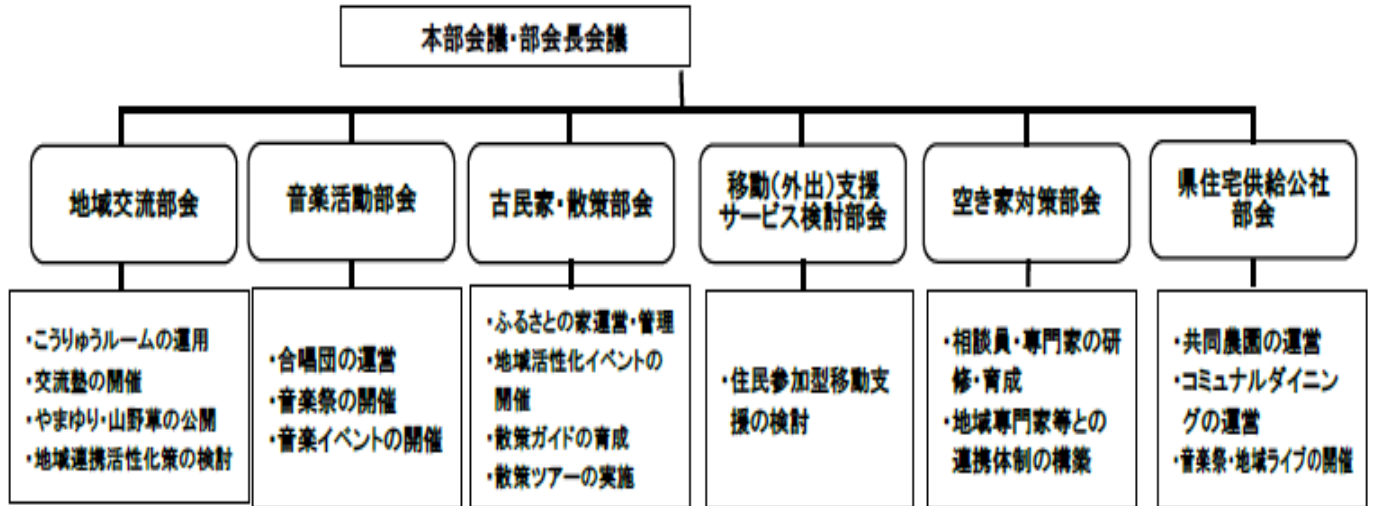 本部会議・部会長会議
地域交流部会
音楽活動部会
古民家・散策部会
移動(外出)支援
サービス検討部会
空き家対策部会
県住宅供給公社
部会
・こうりゅうルームの運用
・交流塾の開催
・やまゆり・山野草の公開
・地域連携活性化策の検討
・合唱団の運営
・音楽祭の開催
・音楽イベントの開催
・ふるさとの家運営・管理
・地域活性化イベントの
開催
・散策ガイドの育成
・散策ツアーの実施
・住民参加型移動支
援の検討
・相談員・専門家の研
修・育成
・地域専門家等との
連携体制の構築
・共同農園の運営
・コミュナルダイニン
グの運営
・音楽祭・地域ライブの開催